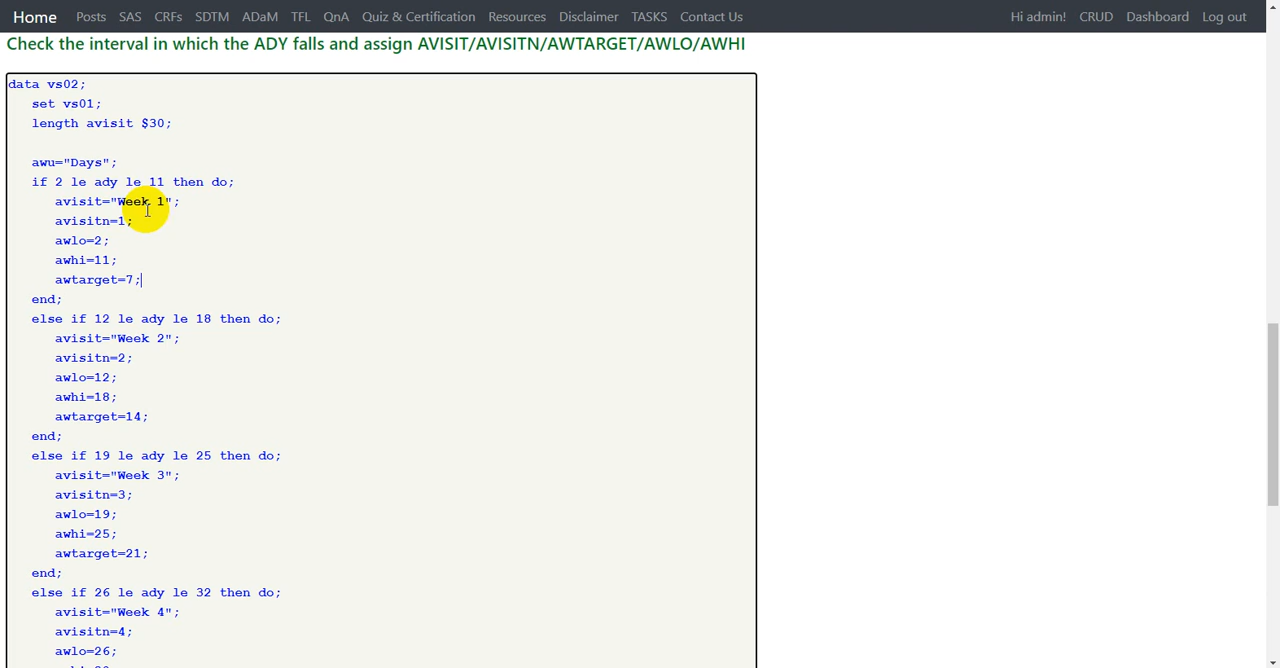 Home Posts SAS CRFs SDTM ADaM TFL QnA Quiz & Certification Resources Disclaimer TASKS Contact Us Hi admin! CRUD Dashboard Log out
Check the interval in which the ADY falls and assign AVISIT/AVISITN/AWTARGET/AWLO/AWHI
data vs02;
set vs01;
length avisit $30;
awu="Days";
if 2 le ady le 11 then do;
avisit="Week 1";
avisitn=1;
awlo=2;
awhi=11;
awtarget=7;
end;
else if 12 le ady le 18 then do;
avisit="Week 2";
avisitn=2;
awlo=12;
awhi=18;
awtarget=14;
end;
else if 19 le ady le 25 then do;
avisit="Week 3";
avisitn=3;
awlo=19;
awhi=25;
awtarget=21;
end;
else if 26 le ady le 32 then do;
avisit="Week 4";
avisitn=4;
awlo=26;